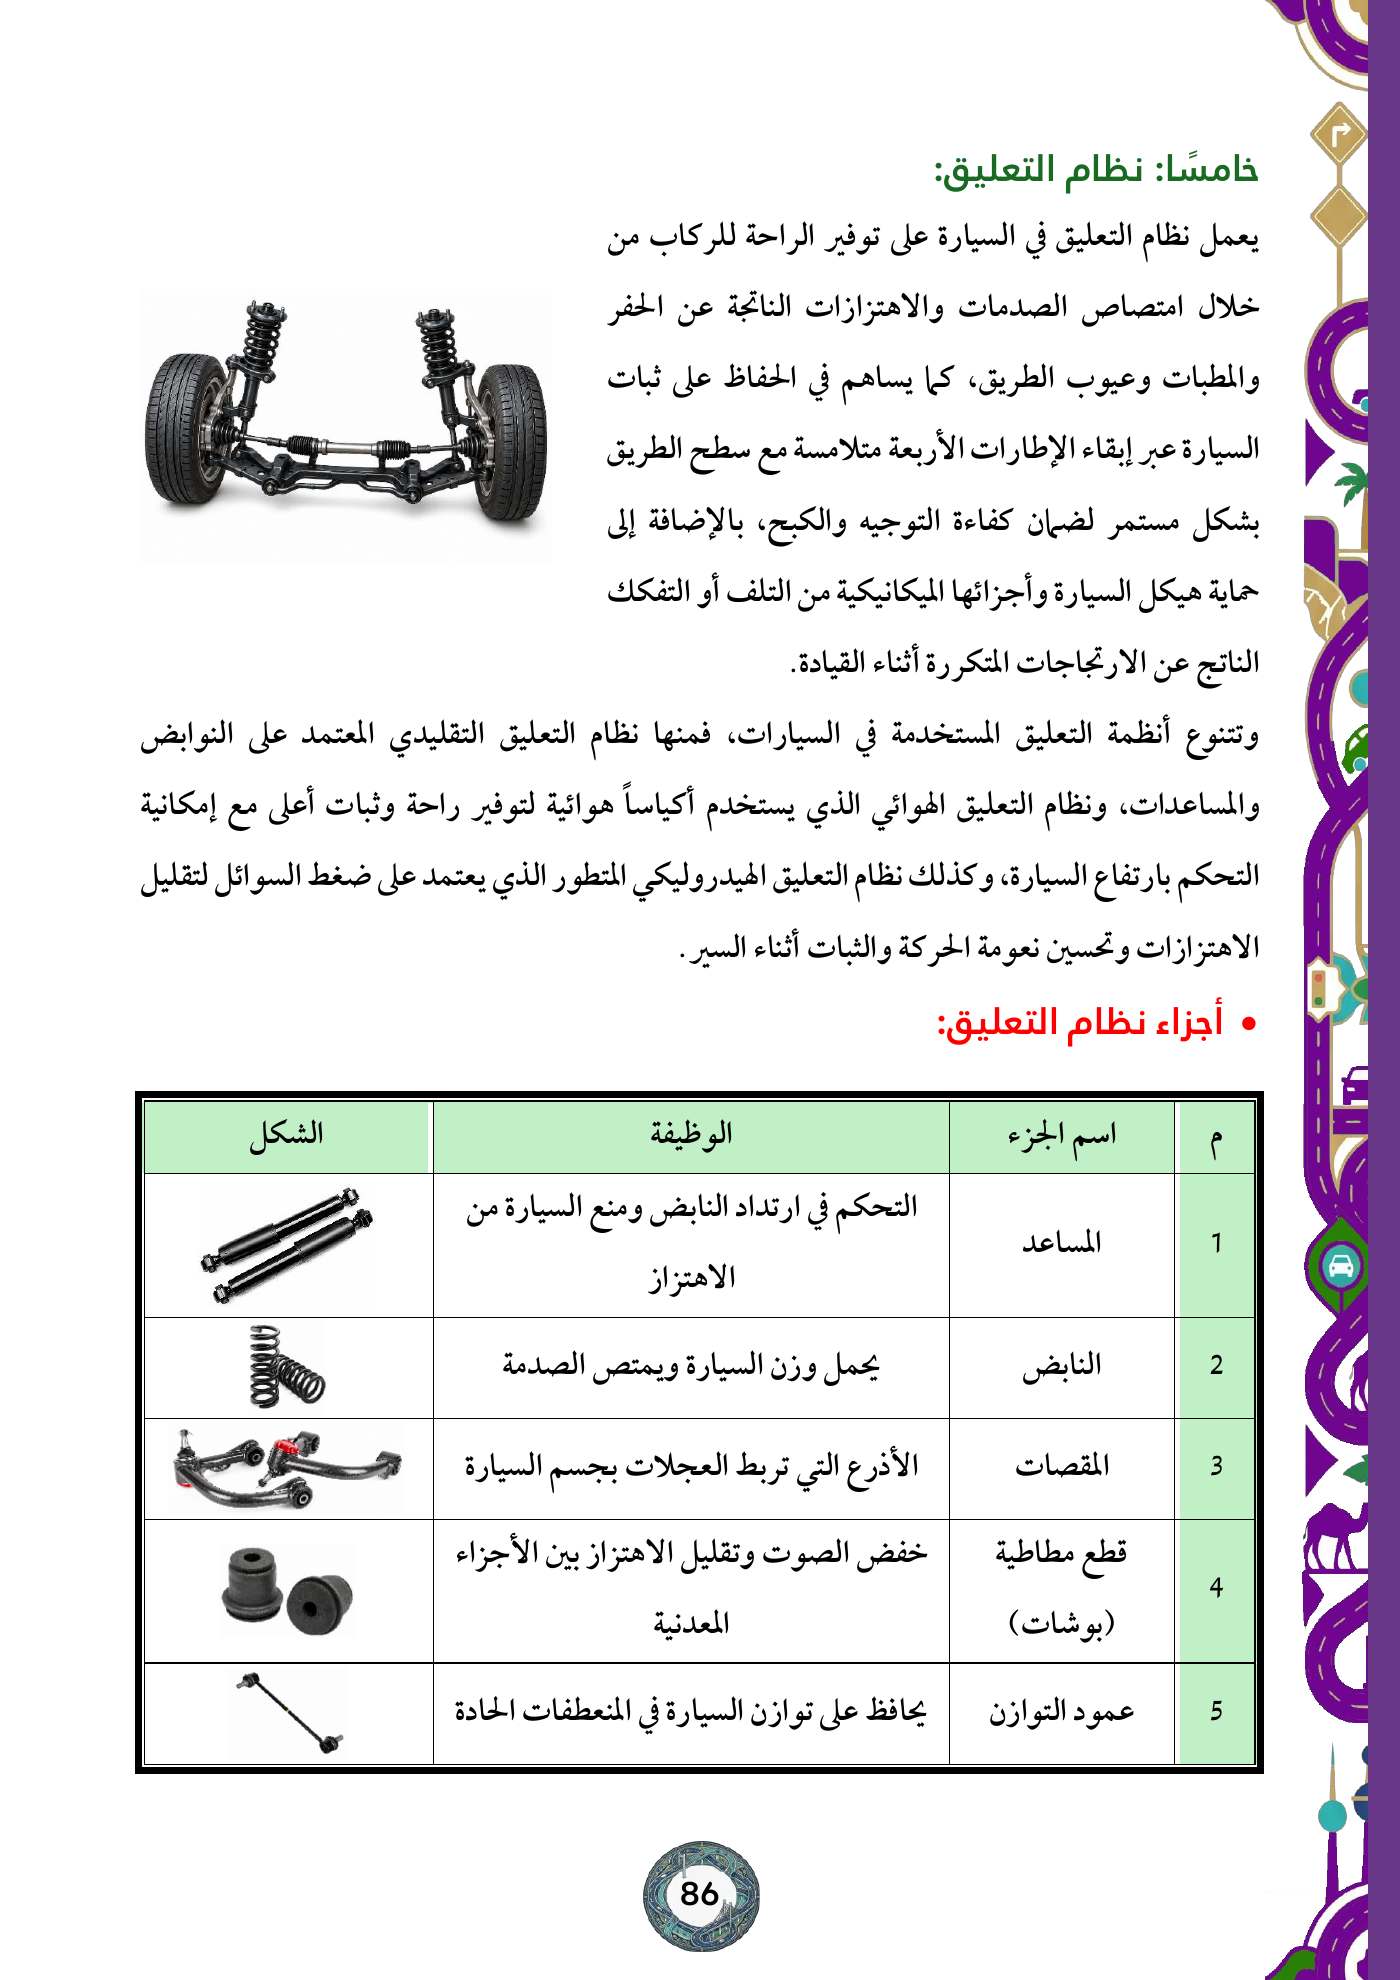 خامسًا: نظام التعليق:
يعمل نظام التعليق في السيارة على توفير الراحة للركاب من
خلال امتصاص الصدمات والاهتزازات الناتجة عن الحفر
والمطبات وعيوب الطريق، كما يساهم في الحفاظ على ثبات
السيارة عبر إبقاء الإطارات الأربعة متلامسة مع سطح الطريق
بشكل مستمر لضمان كفاءة التوجيه والكبح، بالإضافة إلى
حماية هيكل السيارة وأجزائها الميكانيكية من التلف أو التفكك
الناتج عن الارتجاجات المتكررة أثناء القيادة.
وتتنوع أنظمة التعليق المستخدمة في السيارات، فمنها نظام التعليق التقليدي المعتمد على النوابض
والمساعدات، ونظام التعليق الهوائي الذي يستخدم أكياساً هوائية لتوفير راحة وثبات أعلى مع إمكانية
التحكم بارتفاع السيارة، وكذلك نظام التعليق الهيدروليكي المتطور الذي يعتمد على ضغط السوائل لتقليل
الاهتزازات وتحسين نعومة الحركة والثبات أثناء السير.
• أجزاء نظام التعليق:
م اسم الجزء الوظيفة الشكل
1 المساعد التحكم في ارتداد النابض ومنع السيارة من
الاهتزاز
2 النابض يحمل وزن السيارة ويمتص الصدمة
3 المقصات الأذرع التي تربط العجلات بجسم السيارة
4 قطع مطاطية خفض الصوت وتقليل الاهتزاز بين الأجزاء
(بوشات) المعدنية
5 عمود التوازن يحافظ على توازن السيارة في المنعطفات الحادة
86